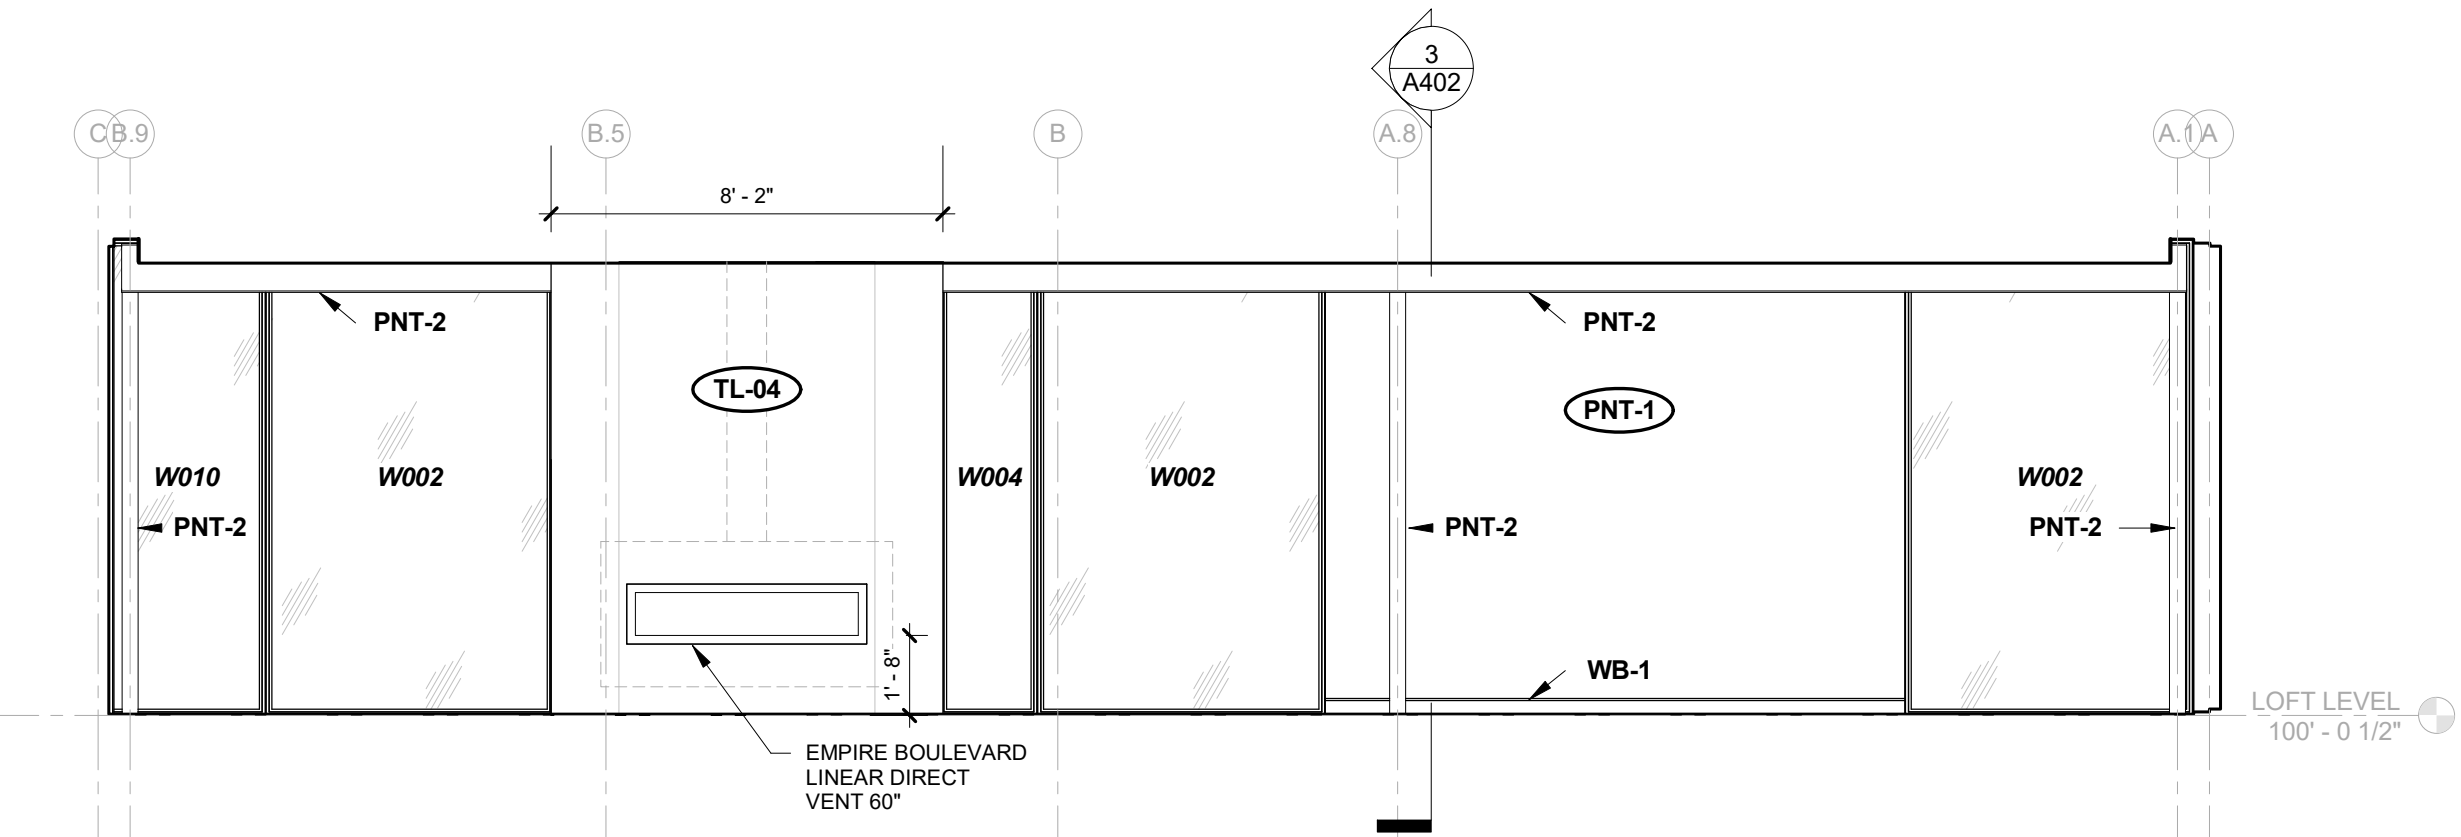 3
A402
C
B.9
B.5
B
A.8
A.1
A
8' - 2"
PNT-2
PNT-2
TL-04
PNT-1
W010
W002
W004
W002
W002
PNT-2
PNT-2
PNT-2
1' - 8"
WB-1
LOFT LEVEL
100' - 0 1/2"
EMPIRE BOULEVARD
LINEAR DIRECT
VENT 60"